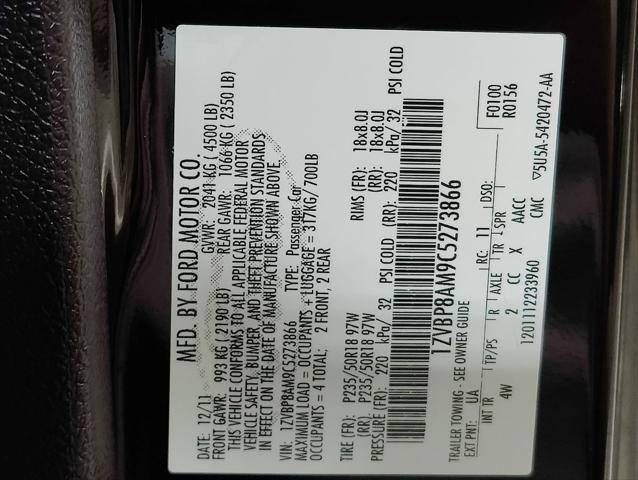 MFD. BY FORD MOTOR CO.
DATE: 12/11 GVWR: 2041 KG ( 4500 LB)
FRONT GAWR: 993 KG ( 2190 LB) REAR GAWR: 1066 KG ( 2350 LB)
THIS VEHICLE CONFORMS TO ALL APPLICABLE FEDERAL MOTOR
VEHICLE SAFETY, BUMPER, AND THEFT PREVENTION STANDARDS
IN EFFECT ON THE DATE OF MANUFACTURE SHOWN ABOVE.
VIN: 1ZVBP8AM9C5273866 TYPE: Passenger Car
MAXIMUM LOAD = OCCUPANTS + LUGGAGE = 317KG/ 700LB
OCCUPANTS = 4 TOTAL: 2 FRONT, 2 REAR
TIRE (FR): P235/50R18 97W RIMS (FR): 18x8.0J
(RR): P235/50R18 97W (RR): 18x8.0J
PRESSURE (FR): 220 kPa/ 32 PSI COLD (RR): 220 kPa/ 32 PSI COLD
1ZVBP8AM9C5273866
TRAILER TOWING - SEE OWNER GUIDE
EXT PNT: UA RC: 11 DSO: F0100
R0156
INT TR TP/PS R AXLE TR SPR
4W I 2 CC X AACC
1201112233960 CMC ▽5U5A-5420472-AA